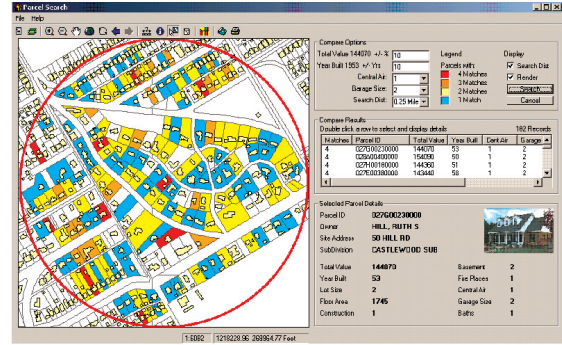 Parcel Search
File Help
Compare Options
Total Value 144070 +/- % 10
Year Built 1953 +/- Yrs 10
Central Air: 1
Garage Size: 2
Search Dist: 0.25 Mile
Legend
Parcels with:
4 Matches
3 Matches
2 Matches
1 Match
Display
Search Dist
Render
Search
Cancel
Compare Results
Double click a row to select and display details 162 Records
Matches Parcel ID Total Value Year Built Cent Air Garage
4 027G00230000 144070 53 1 2
4 028A00400000 154090 50 1 2
4 027H00180000 144360 51 1 2
4 027E00380000 143440 58 1 2
Selected Parcel Details
Parcel ID 027G00230000
Owner HILL, RUTH S
Site Address 50 HILL RD
SubDivision CASTLEWOOD SUB
Total Value 144070 Basement 2
Year Built 53 Fire Places 1
Lot Size 2 Central Air 1
Floor Area 1745 Garage Size 2
Construction 1 Baths 1
1:6082 1218228.96 269964.77 Feet